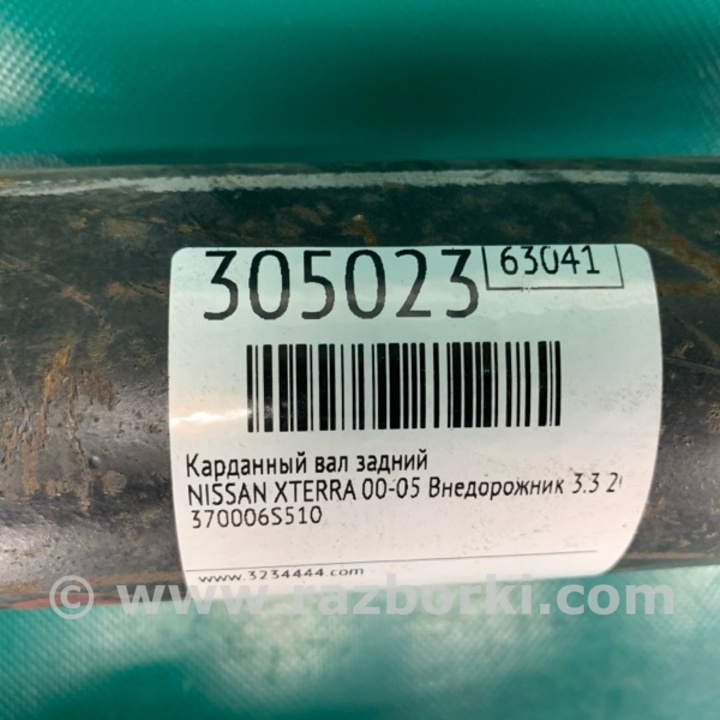 305023 63041
Карданный вал задний
NISSAN XTERRA 00-05 Внедорожник 3.3 2
370006S510
www.3234444.com
© www.razborki.com